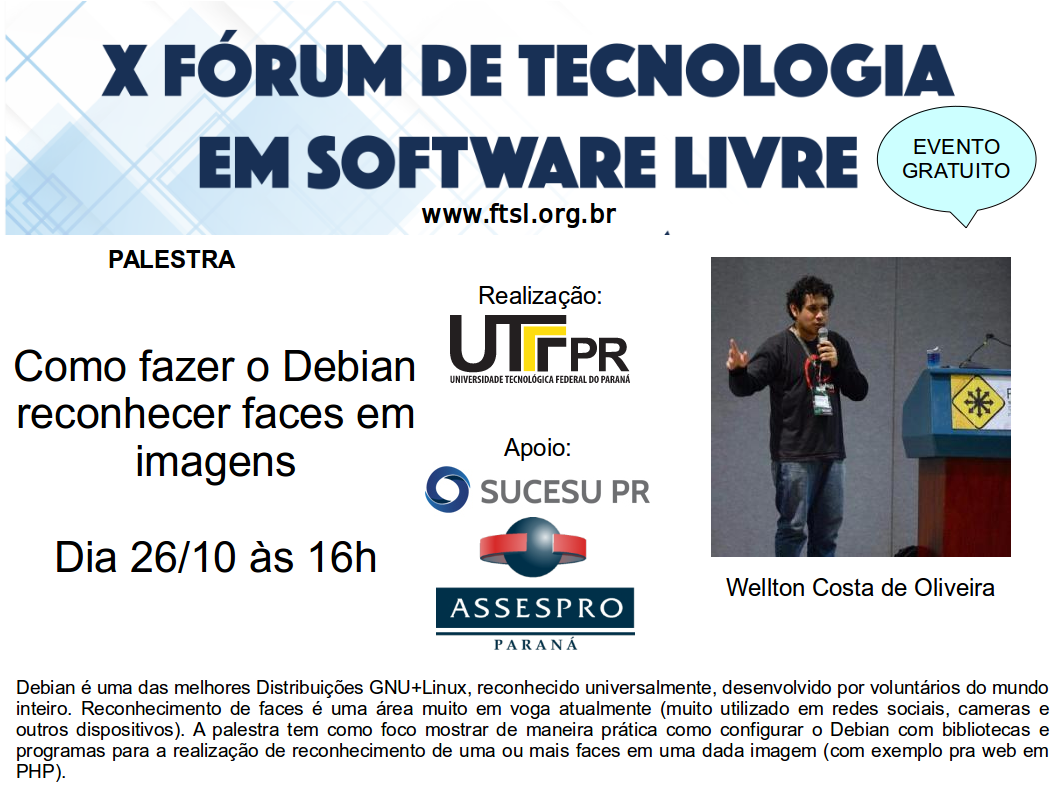 X FÓRUM DE TECNOLOGIA
EM SOFTWARE LIVRE
www.ftsl.org.br
EVENTO
GRATUITO
PALESTRA
Como fazer o Debian
reconhecer faces em
imagens
Dia 26/10 às 16h
Realização:
UTFPR
UNIVERSIDADE TECNOLÓGICA FEDERAL DO PARANÁ
Apoio:
SUCESU PR
ASSESPRO
PARANÁ
Wellton Costa de Oliveira
Debian é uma das melhores Distribuições GNU+Linux, reconhecido universalmente, desenvolvido por voluntários do mundo
inteiro. Reconhecimento de faces é uma área muito em voga atualmente (muito utilizado em redes sociais, cameras e
outros dispositivos). A palestra tem como foco mostrar de maneira prática como configurar o Debian com bibliotecas e
programas para a realização de reconhecimento de uma ou mais faces em uma dada imagem (com exemplo pra web em
PHP).